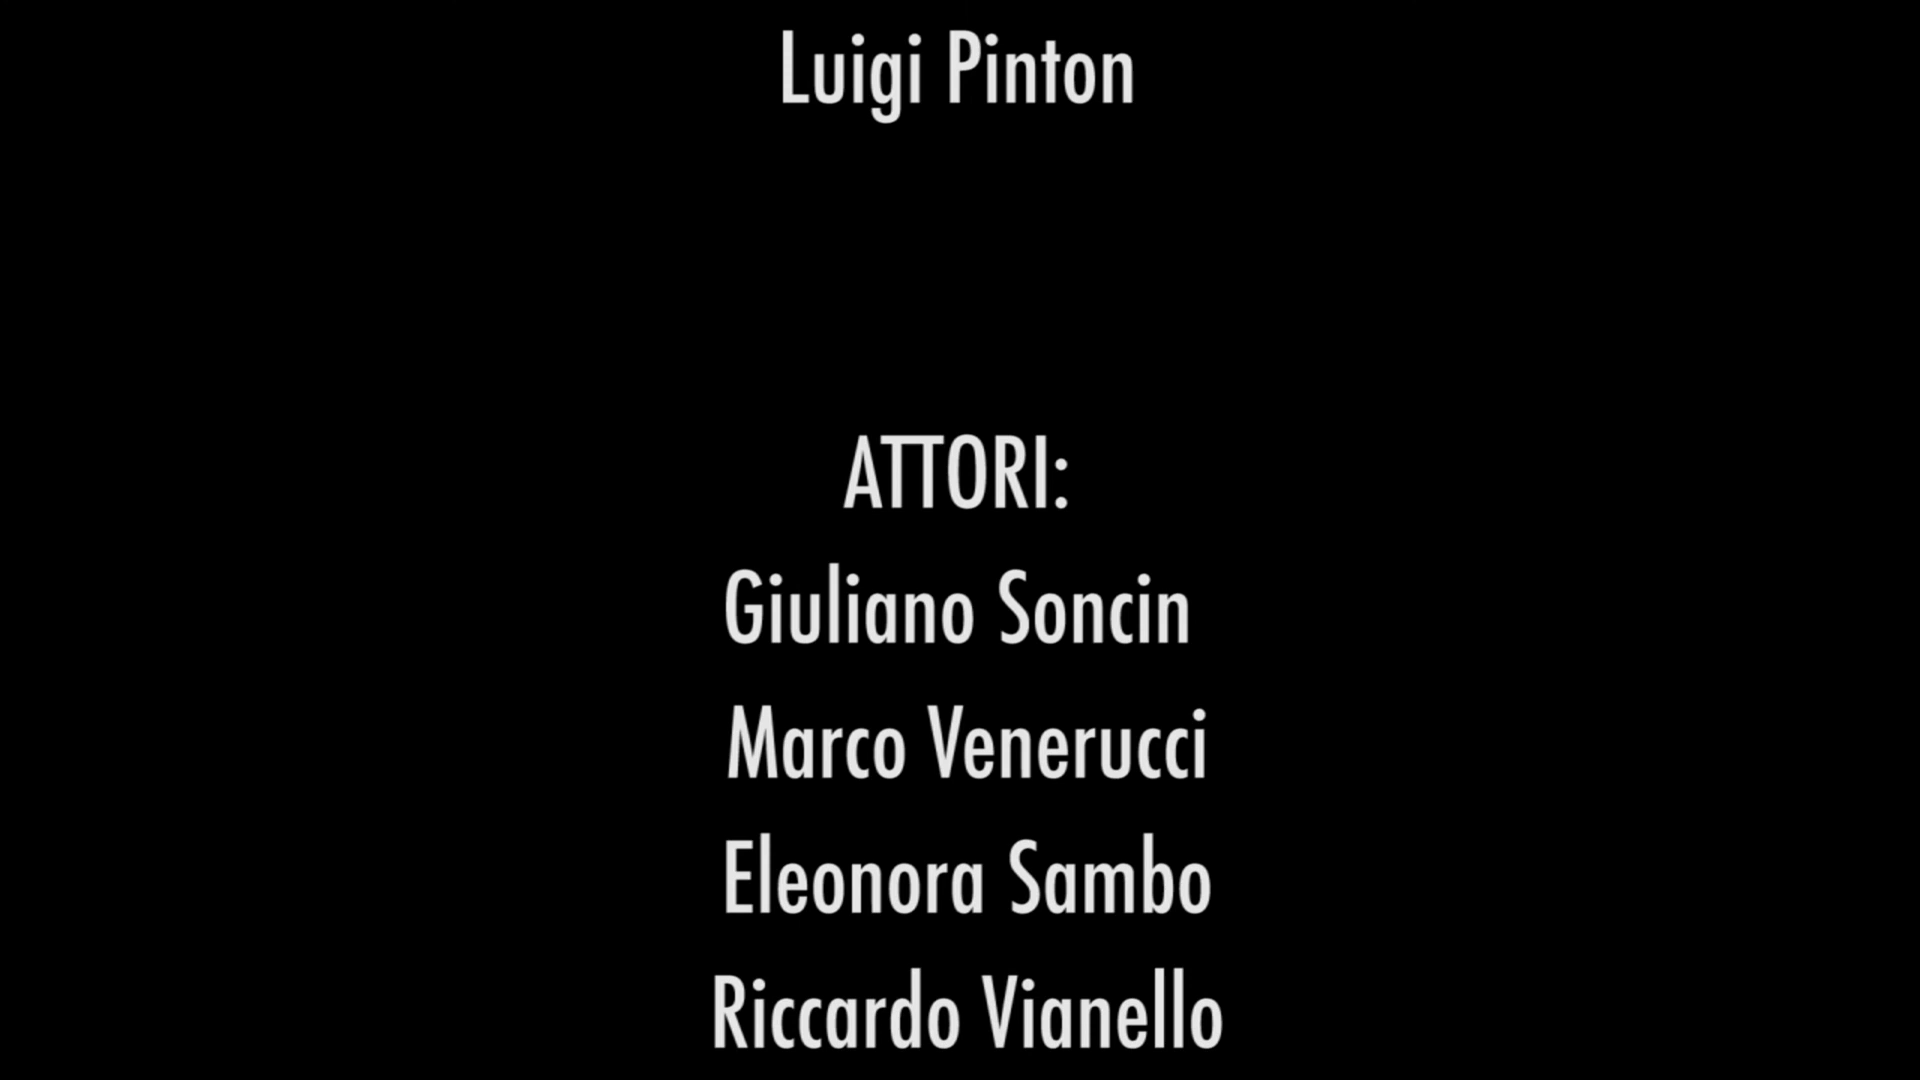 Luigi Pinton
ATTORI:
Giuliano Soncin
Marco Venerucci
Eleonora Sambo
Riccardo Vianello